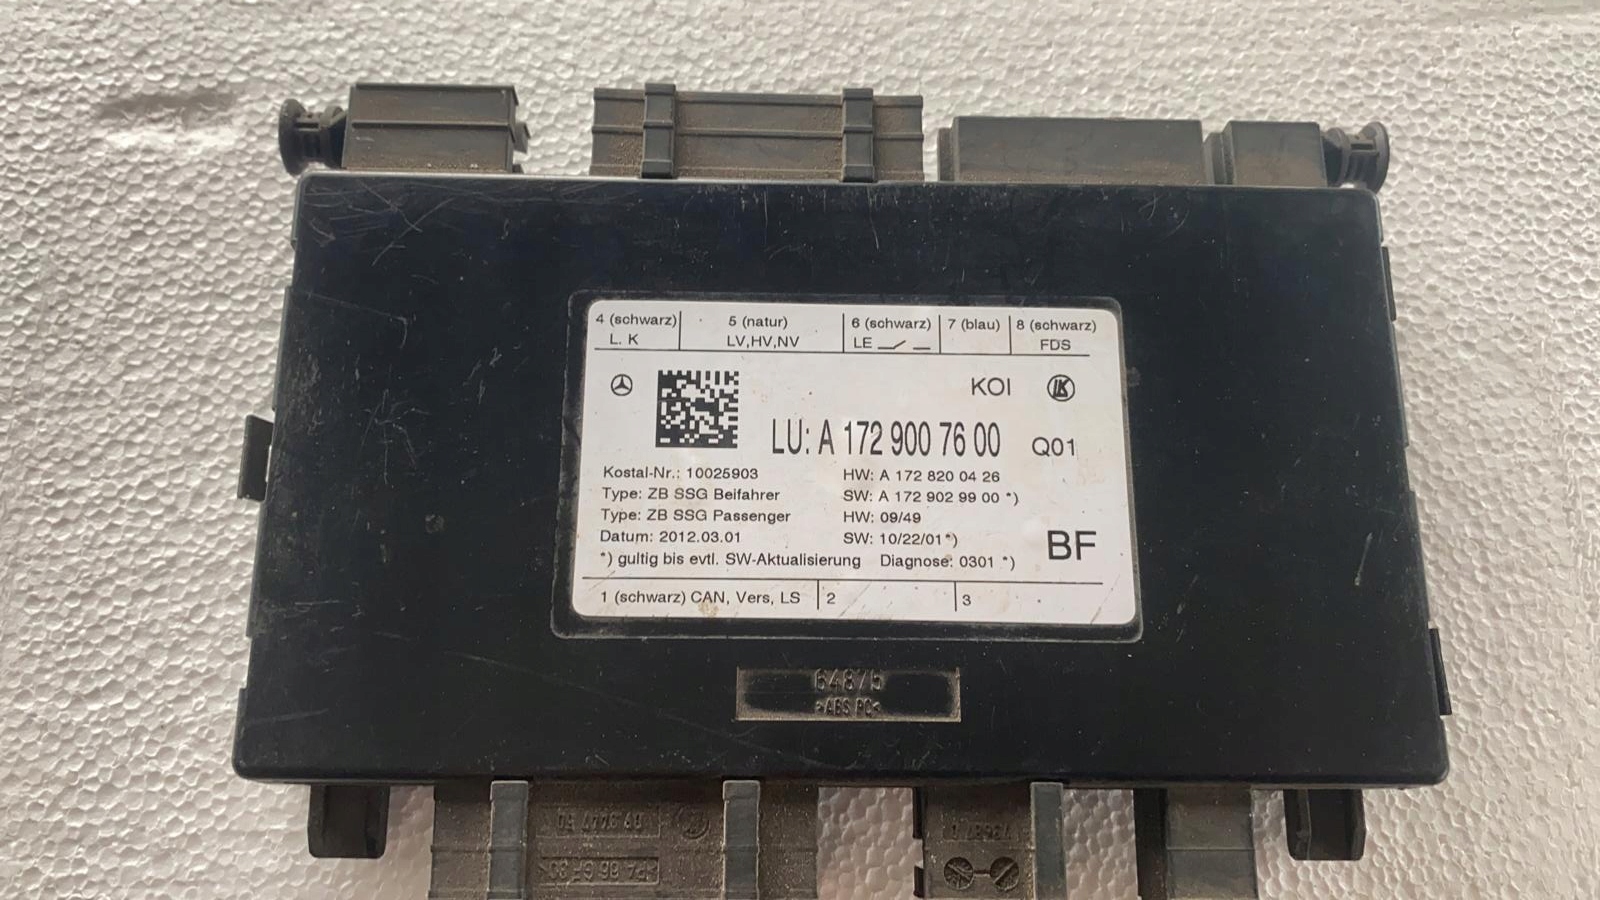 4 (schwarz) 5 (natur) 6 (schwarz) 7 (blau) 8 (schwarz)
L. K LV,HV,NV LE FDS
KOI LK
LU: A 172 900 76 00 Q01
Kostal-Nr.: 10025903 HW: A 172 820 04 26
Type: ZB SSG Beifahrer SW: A 172 902 99 00 *)
Type: ZB SSG Passenger HW: 09/49
Datum: 2012.03.01 SW: 10/22/01 *)
BF
*) gultig bis evtl. SW-Aktualisierung Diagnose: 0301 *)
1 (schwarz) CAN, Vers, LS 2 3
>ABS PC<